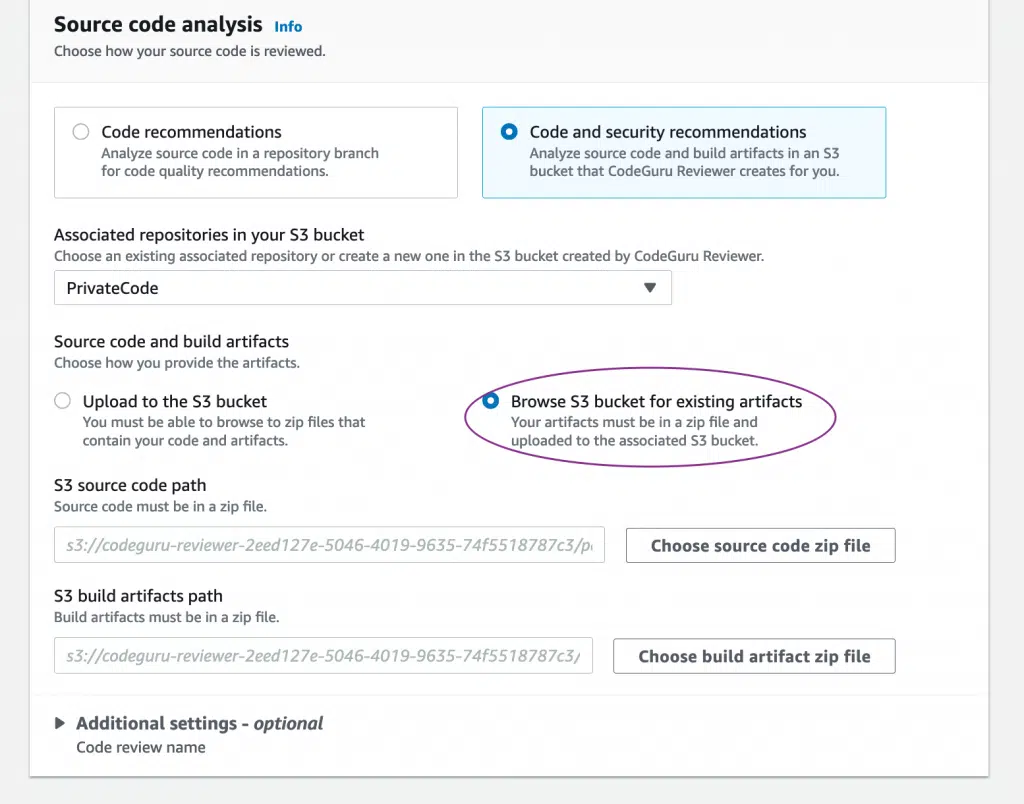 Source code analysis Info
Choose how your source code is reviewed.
Code recommendations
Analyze source code in a repository branch
for code quality recommendations.
Code and security recommendations
Analyze source code and build artifacts in an S3
bucket that CodeGuru Reviewer creates for you.
Associated repositories in your S3 bucket
Choose an existing associated repository or create a new one in the S3 bucket created by CodeGuru Reviewer.
PrivateCode
Source code and build artifacts
Choose how you provide the artifacts.
Upload to the S3 bucket
You must be able to browse to zip files that
contain your code and artifacts.
Browse S3 bucket for existing artifacts
Your artifacts must be in a zip file and
uploaded to the associated S3 bucket.
S3 source code path
Source code must be in a zip file.
s3://codeguru-reviewer-2eed127e-5046-4019-9635-74f5518787c3/p
Choose source code zip file
S3 build artifacts path
Build artifacts must be in a zip file.
s3://codeguru-reviewer-2eed127e-5046-4019-9635-74f5518787c3/
Choose build artifact zip file
Additional settings - optional
Code review name